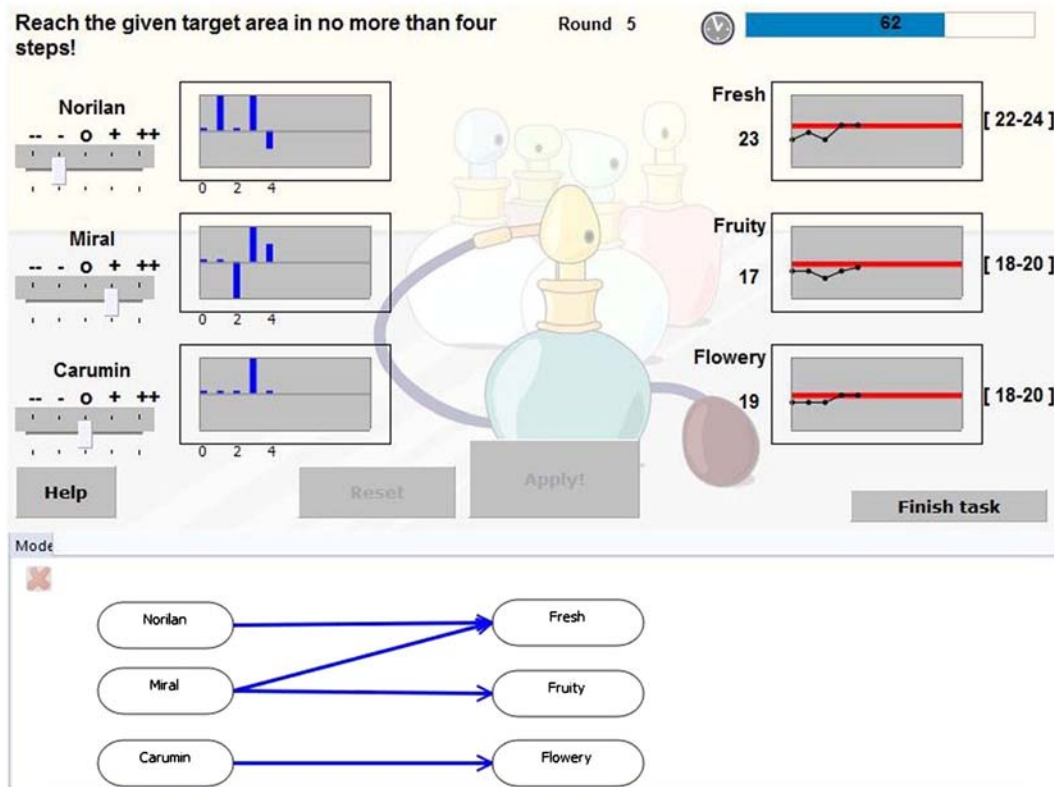 Reach the given target area in no more than four
steps!
Round 5
62
Norilan
-- - o + ++
0 2 4
Fresh
23
[ 22-24 ]
Miral
-- - o + ++
0 2 4
Fruity
17
[ 18-20 ]
Carumin
-- - o + ++
0 2 4
Flowery
19
[ 18-20 ]
Help
Reset
Apply!
Finish task
Norilan
Fresh
Miral
Fruity
Carumin
Flowery